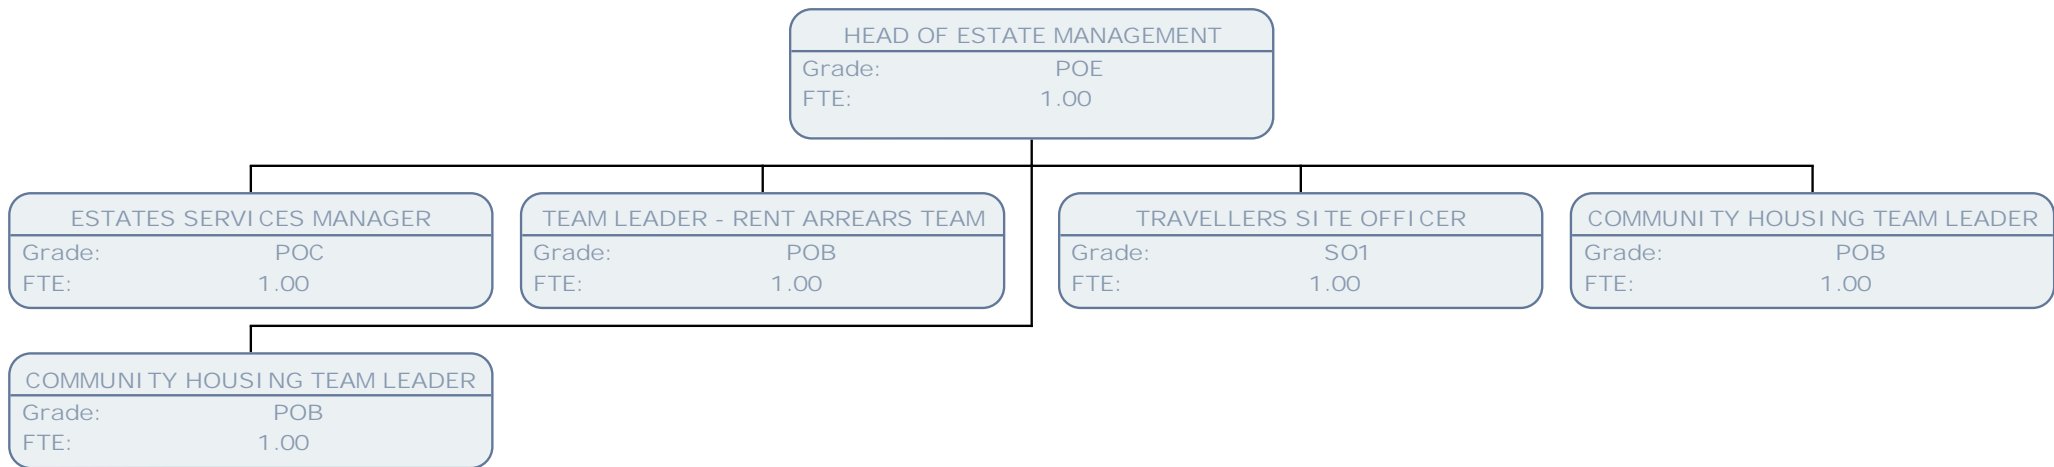 HEAD OF ESTATE MANAGEMENT
Grade: POE
FTE: 1.00
ESTATES SERVICES MANAGER
Grade: POC
FTE: 1.00
TEAM LEADER - RENT ARREARS TEAM
Grade: POB
FTE: 1.00
TRAVELLERS SITE OFFICER
Grade: SO1
FTE: 1.00
COMMUNITY HOUSING TEAM LEADER
Grade: POB
FTE: 1.00
COMMUNITY HOUSING TEAM LEADER
Grade: POB
FTE: 1.00